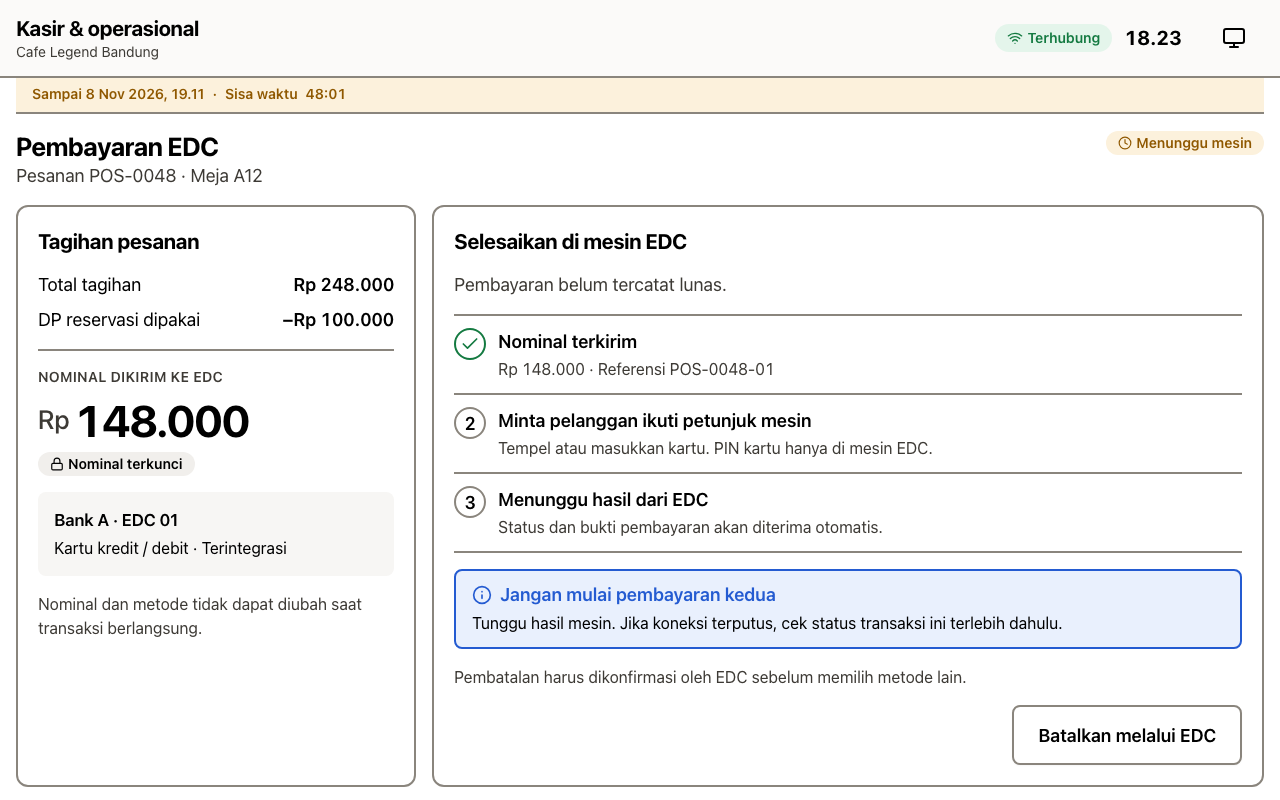 Kasir & operasional
Cafe Legend Bandung
Terhubung
18.23
Sampai 8 Nov 2026, 19.11 · Sisa waktu 48:01
Pembayaran EDC
Pesanan POS-0048 · Meja A12
Menunggu mesin
Tagihan pesanan
Total tagihan Rp 248.000
DP reservasi dipakai –Rp 100.000
NOMINAL DIKIRIM KE EDC
Rp 148.000
Nominal terkunci
Bank A · EDC 01
Kartu kredit / debit · Terintegrasi
Nominal dan metode tidak dapat diubah saat
transaksi berlangsung.
Selesaikan di mesin EDC
Pembayaran belum tercatat lunas.
Nominal terkirim
Rp 148.000 · Referensi POS-0048-01
2 Minta pelanggan ikuti petunjuk mesin
Tempel atau masukkan kartu. PIN kartu hanya di mesin EDC.
3 Menunggu hasil dari EDC
Status dan bukti pembayaran akan diterima otomatis.
Jangan mulai pembayaran kedua
Tunggu hasil mesin. Jika koneksi terputus, cek status transaksi ini terlebih dahulu.
Pembatalan harus dikonfirmasi oleh EDC sebelum memilih metode lain.
Batalkan melalui EDC